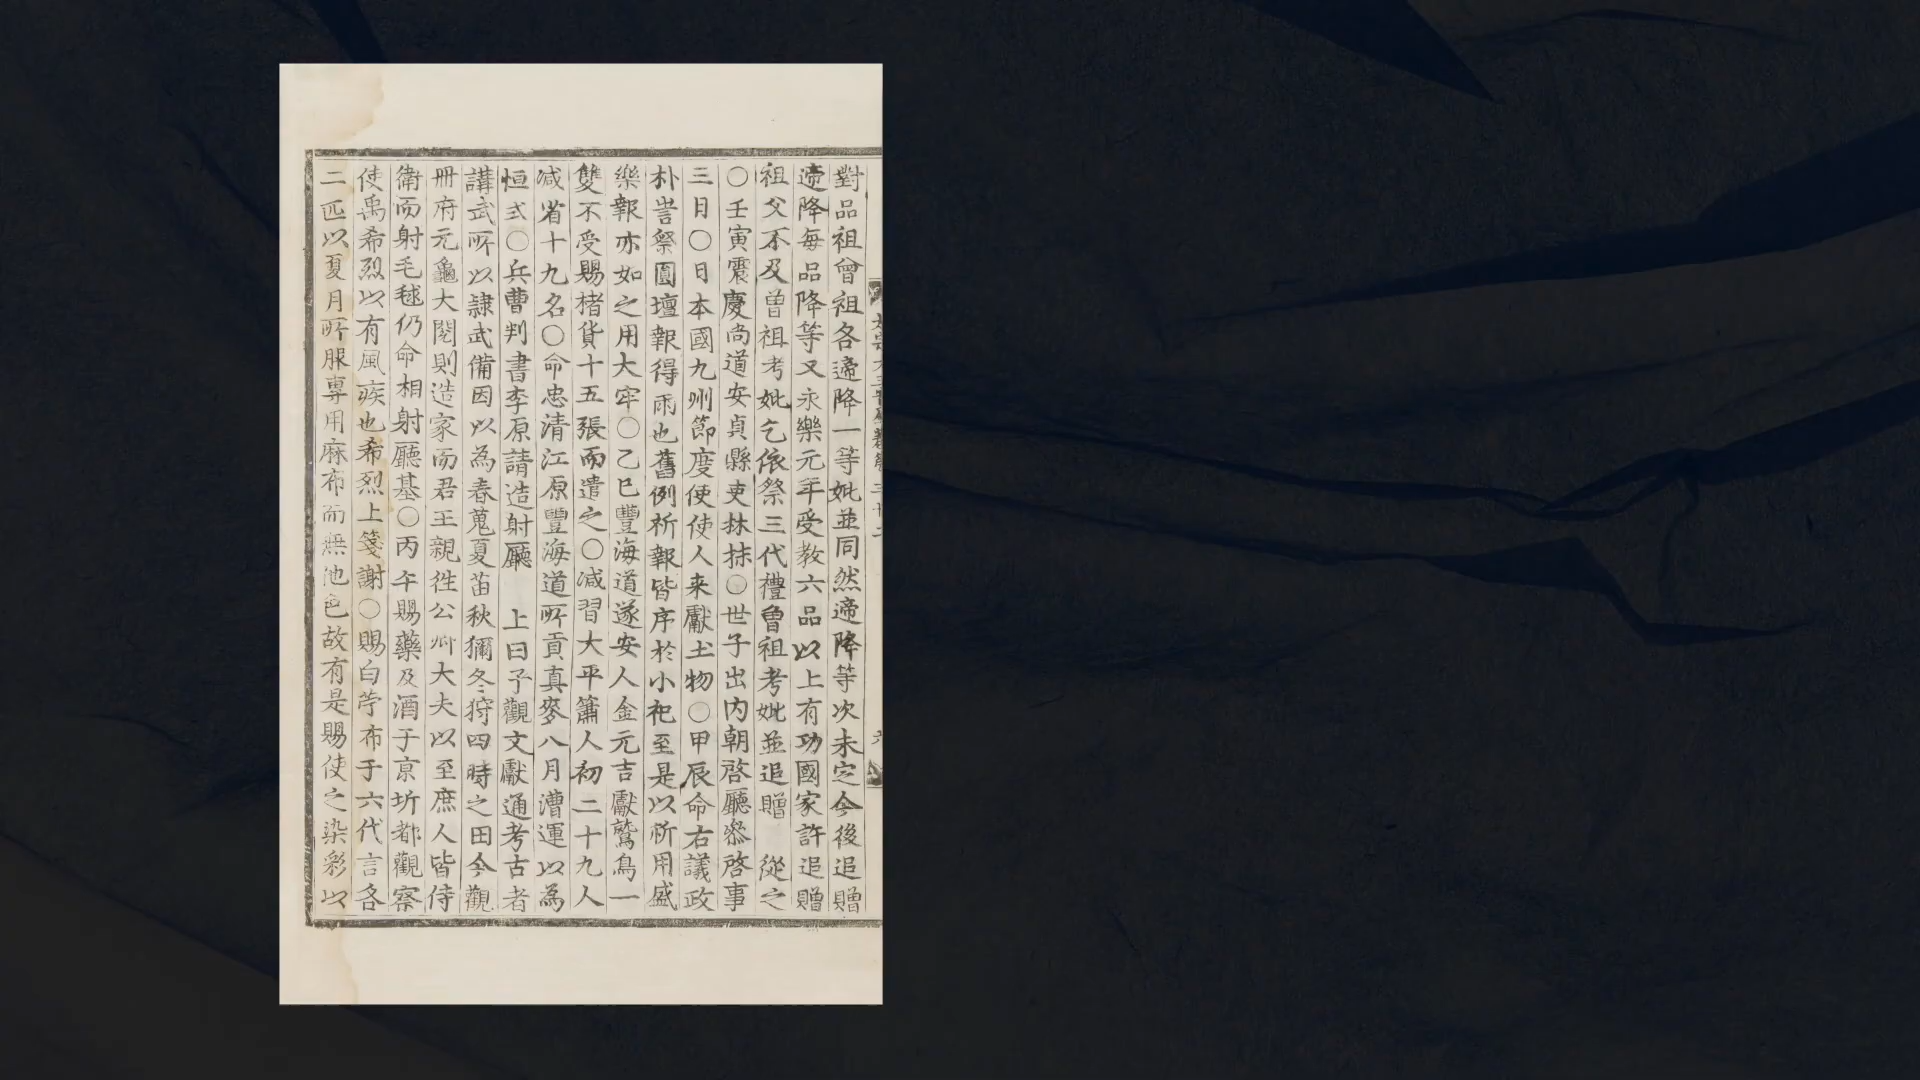 對品祖曾祖各遞降一等妣並同然遞降等次未定今後追贈
遞降每品降等又永樂元年受教六品以上有功國家許追贈
祖父不及曾祖考妣乞依祭三代禮曾祖考妣並追贈 從之
○壬寅震慶尚道安貞縣吏林抹○世子出内朝啓廳叅啓事
三日○日本國九州節度使使人来獻土物○甲辰命右議政
朴訔祭圓壇報得雨也舊例祈報皆序於小祀至是以祈用盛
樂報亦如之用大牢○乙巳豐海道遂安人金元吉獻鷲鳥一
雙不受賜楮貨十五張而遣之○减習大平簫人初二十九人
减省十九名○命忠清江原豐海道所貢真麥八月漕運以為
恒式○兵曹判書李原請造射廳 上曰予觀文獻通考古者
講武所以隷武備因以為春蒐夏苗秋獮冬狩四時之田今觀
冊府元龜大閱則造家而君王親徃公卿大夫以至庶人皆侍
衛而射毛毬仍命相射廳基○丙午賜藥及酒于京圻都觀察
使禹希烈以有風疾也希烈上箋謝○賜白苧布于六代言各
二匹以夏月所服專用麻布而無他色故有是賜使之染彩以